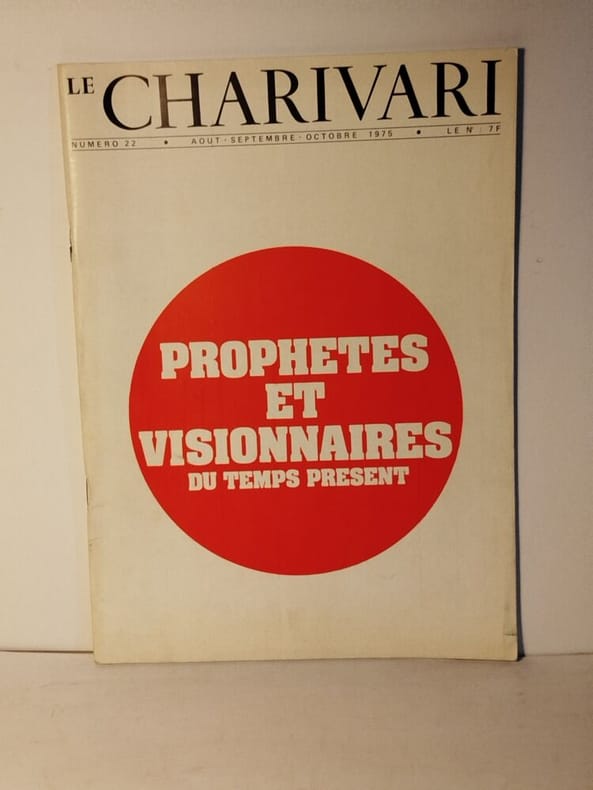 LE CHARIVARI
NUMERO 22 • AOUT - SEPTEMBRE - OCTOBRE 1975 • LE N° : 7F
PROPHETES
ET
VISIONNAIRES
DU TEMPS PRESENT